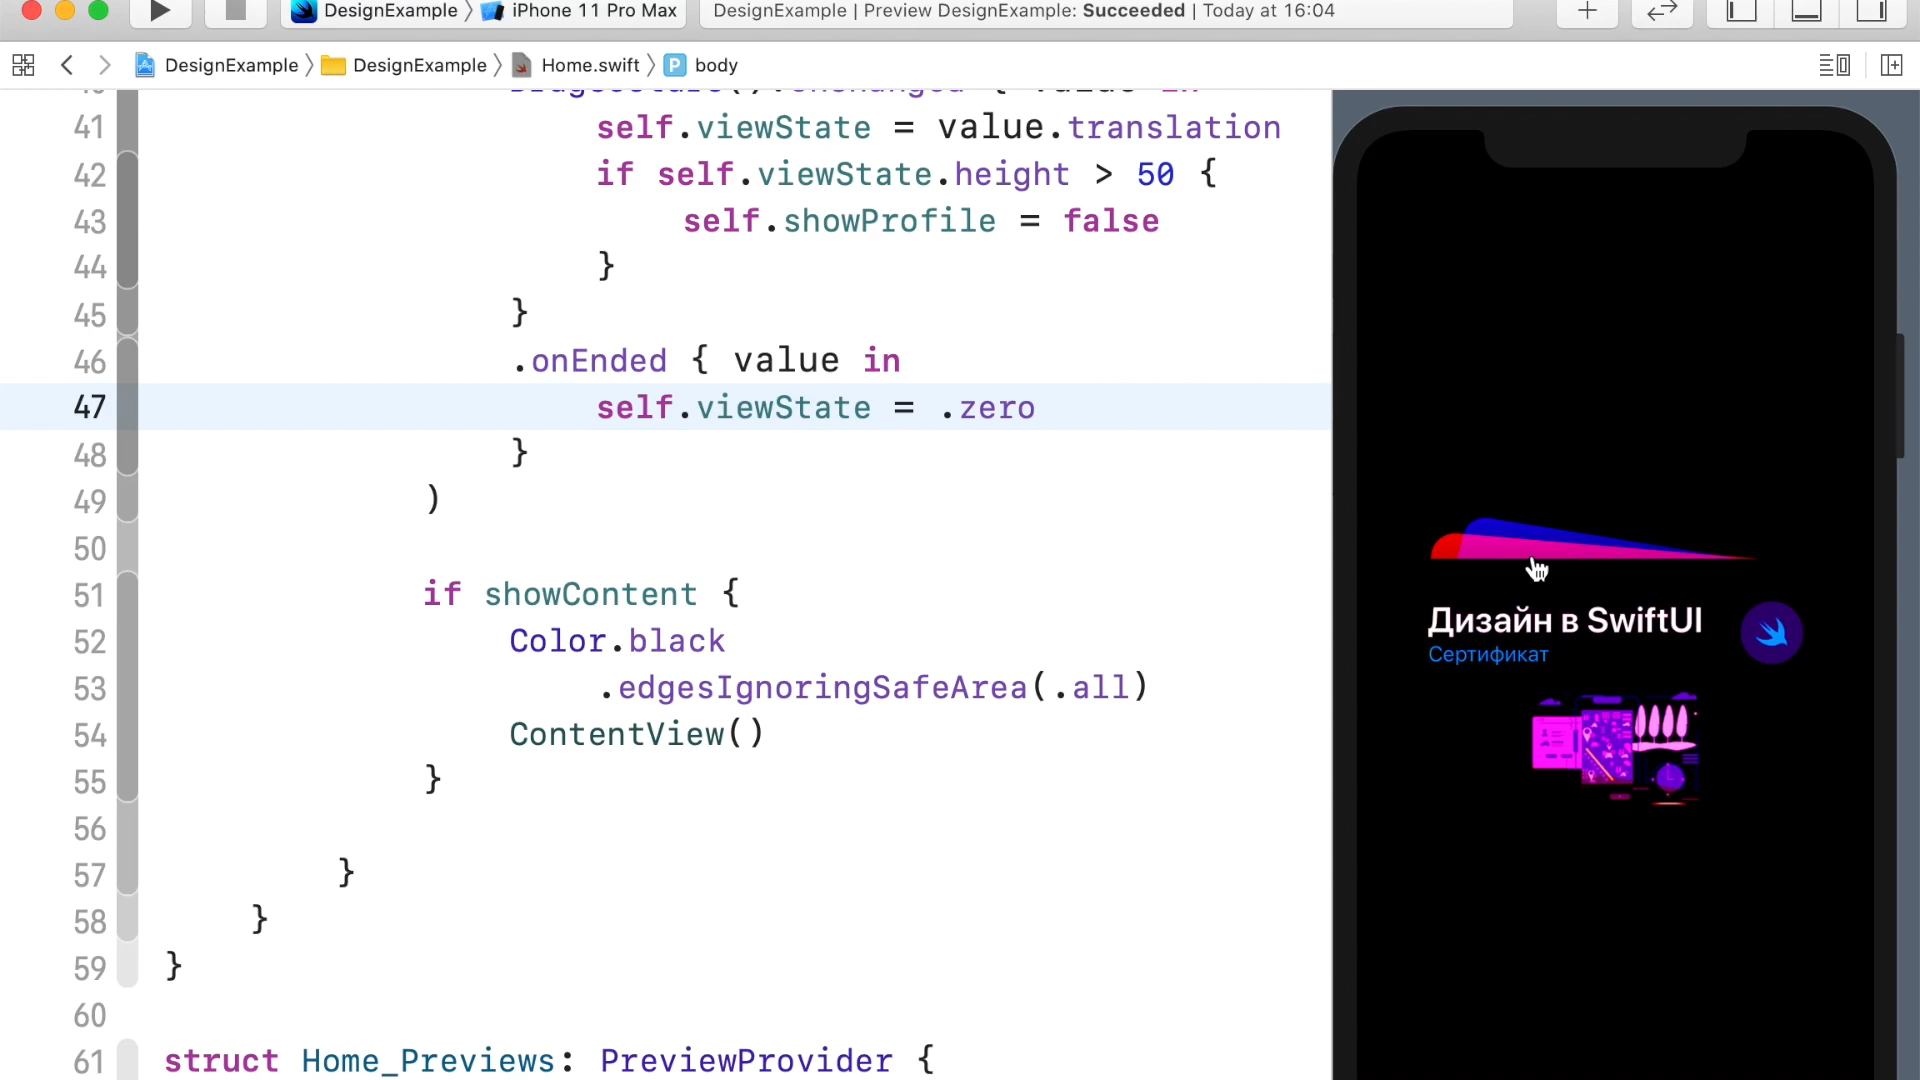 DesignExample 〉 iPhone 11 Pro Max
DesignExample | Preview DesignExample: Succeeded | Today at 16:04
DesignExample 〉 DesignExample 〉 Home.swift 〉 P body
41 self.viewState = value.translation
42 if self.viewState.height > 50 {
43 self.showProfile = false
44 }
45 }
46 .onEnded { value in
47 self.viewState = .zero
48 }
49 )
50
51 if showContent {
52 Color.black
53 .edgesIgnoringSafeArea(.all)
54 ContentView()
55 }
56
57 }
58 }
59 }
60
61 struct Home_Previews: PreviewProvider {
Дизайн в SwiftUI
Сертификат